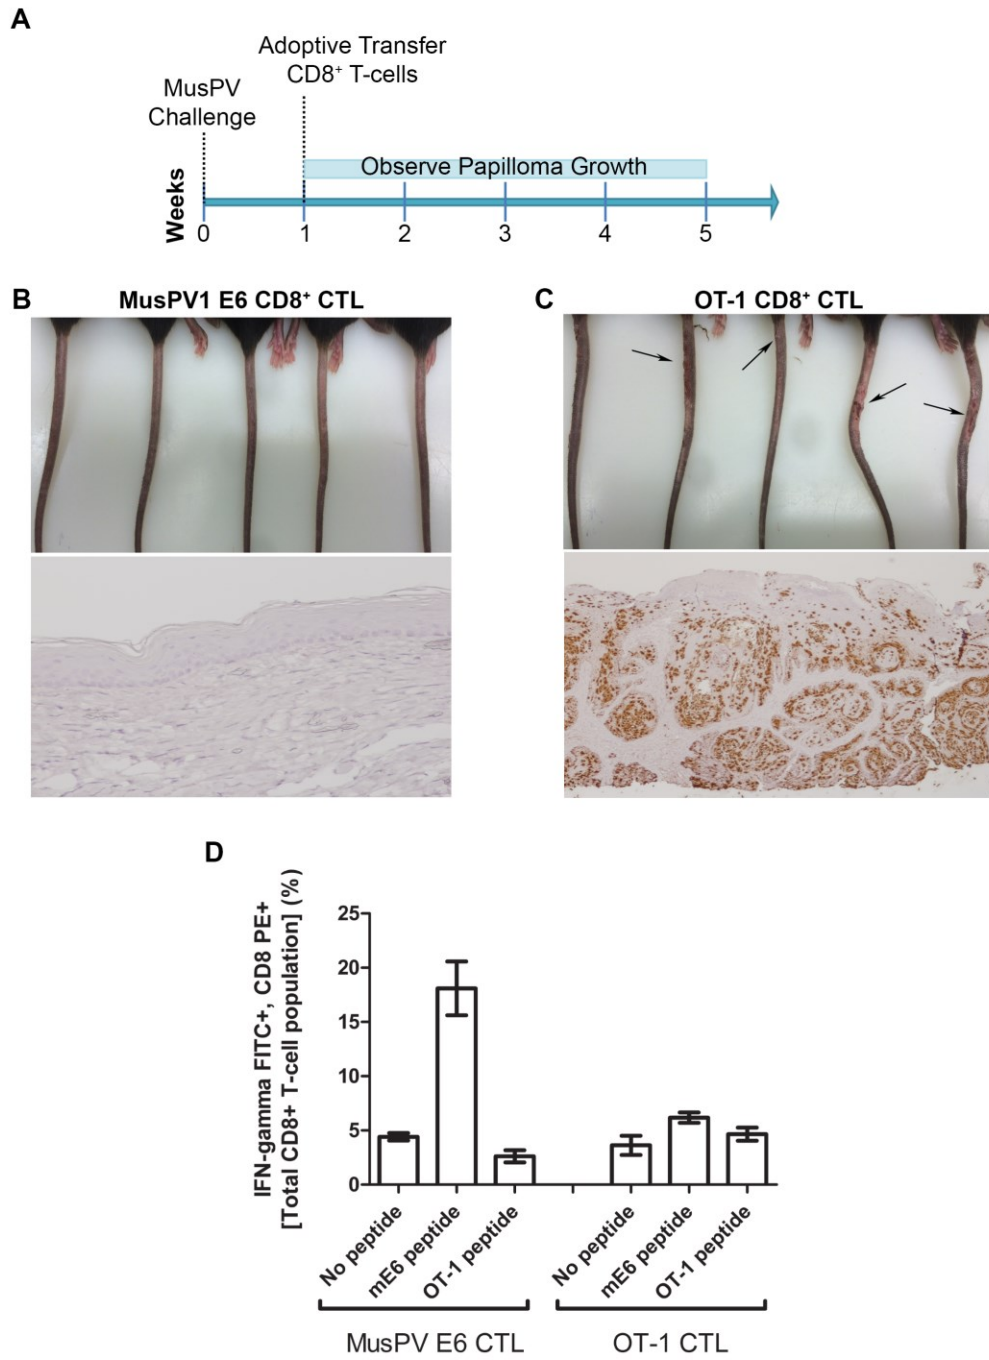 A
Adoptive Transfer
CD8⁺ T-cells
MusPV
Challenge
Observe Papilloma Growth
Weeks
0 1 2 3 4 5
B MusPV1 E6 CD8⁺ CTL
C OT-1 CD8⁺ CTL
D
IFN-gamma FITC+, CD8 PE+
[Total CD8+ T-cell population] (%)
25
20
15
10
5
0
No peptide
mE6 peptide
OT-1 peptide
No peptide
mE6 peptide
OT-1 peptide
MusPV E6 CTL OT-1 CTL